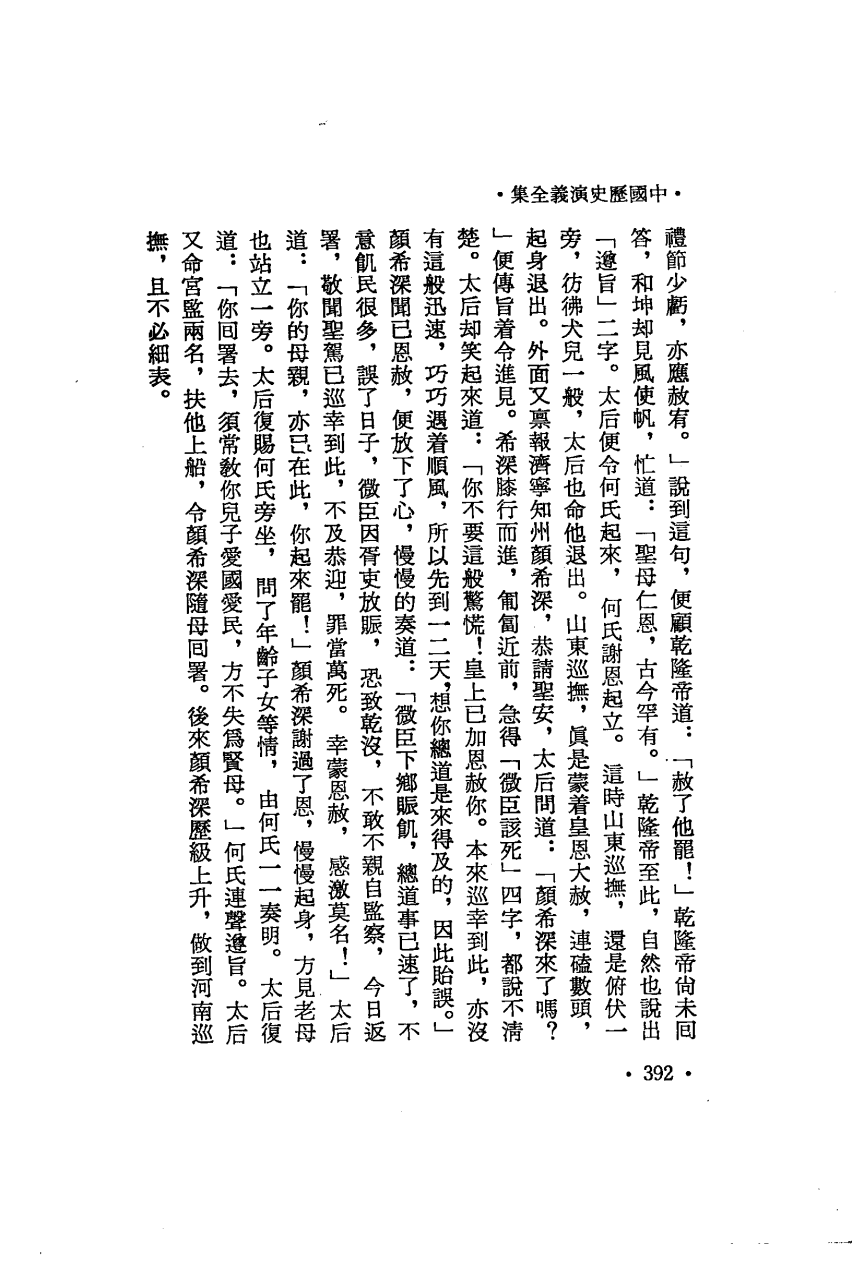 •中國歷史演義全集•
禮節少虧，亦應赦宥。」說到這句，便顧乾隆帝道：「赦了他罷！」乾隆帝尙未回
答，和坤却見風使帆，忙道：「聖母仁恩，古今罕有。」乾隆帝至此，自然也說出
「遵旨」二字。太后便令何氏起來，何氏謝恩起立。這時山東巡撫，還是俯伏一
旁，彷彿犬兒一般，太后也命他退出。山東巡撫，眞是蒙着皇恩大赦，連磕數頭，
起身退出。外面又禀報濟寧知州顏希深，恭請聖安，太后問道：「顏希深來了嗎？
」便傳旨着令進見。希深膝行而進，匍匐近前，急得「微臣該死」四字，都說不清
楚。太后却笑起來道：「你不要這般驚慌！皇上已加恩赦你。本來巡幸到此，亦沒
有這般迅速，巧巧遇着順風，所以先到一二天，想你總道是來得及的，因此貽誤。」
顏希深聞已恩赦，便放下了心，慢慢的奏道：「微臣下鄉賑飢，總道事已速了，不
意飢民很多，誤了日子，微臣因胥吏放賑，恐致乾沒，不敢不親自監察，今日返
署，敬聞聖駕已巡幸到此，不及恭迎，罪當萬死。幸蒙恩赦，感激莫名！」太后
道：「你的母親，亦已在此，你起來罷！」顏希深謝過了恩，慢慢起身，方見老母
也站立一旁。太后復賜何氏旁坐，問了年齡子女等情，由何氏一一奏明。太后復
道：「你回署去，須常敎你兒子愛國愛民，方不失爲賢母。」何氏連聲遵旨。太后
又命宮監兩名，扶他上船，令顏希深隨母回署。後來顏希深歷級上升，做到河南巡
撫，且不必細表。
•392•